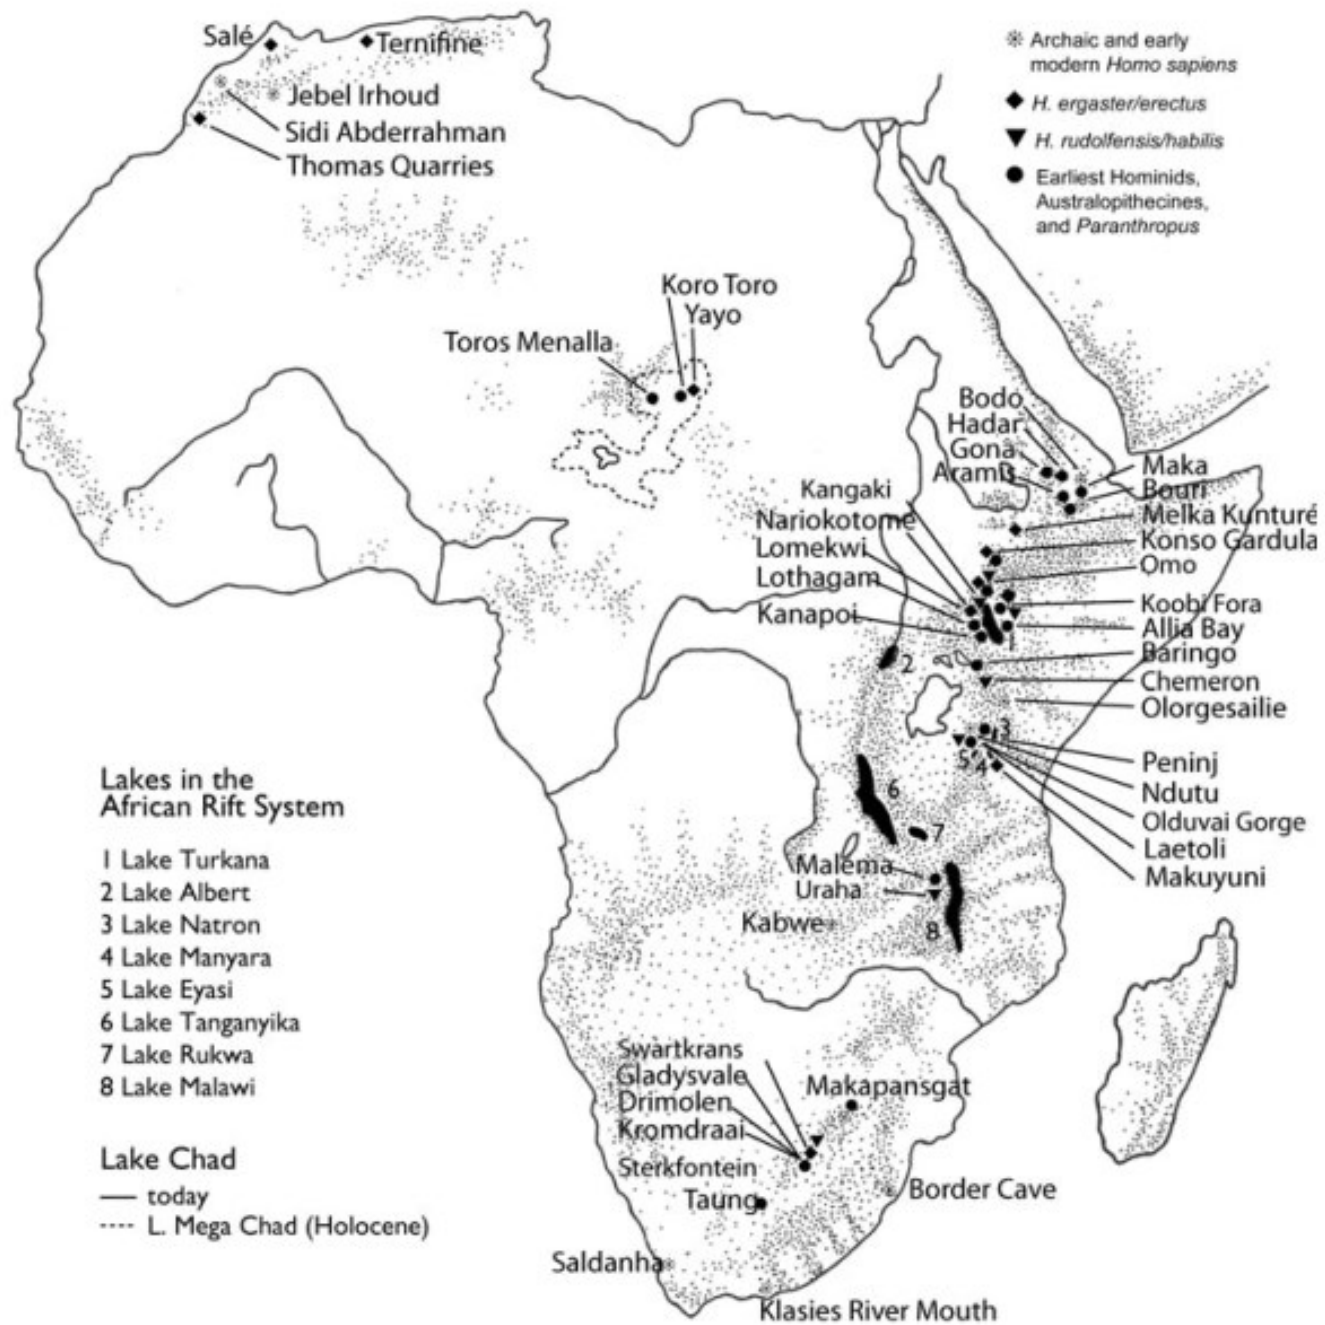 Salé
Ternifine
Jebel Irhoud
Sidi Abderrahman
Thomas Quarries
Archaic and early
modern Homo sapiens
H. ergaster/erectus
H. rudolfensis/habilis
Earliest Hominids,
Australopithecines,
and Paranthropus
Koro Toro
Yayo
Toros Menalla
Bodo
Hadar
Gona
Aramis
Maka
Bouri
Melka Kunturé
Konso Gardula
Omo
Kangaki
Nariokotome
Lomekwi
Lothagam
Kanapoi
Koobi Fora
Allia Bay
Baringo
Chemeron
Olorgesailie
Peninj
Ndutu
Olduvai Gorge
Laetoli
Makuyuni
1
2
3
5
4
6
7
8
Malema
Uraha
Kabwe
Lakes in the
African Rift System
1 Lake Turkana
2 Lake Albert
3 Lake Natron
4 Lake Manyara
5 Lake Eyasi
6 Lake Tanganyika
7 Lake Rukwa
8 Lake Malawi
Lake Chad
today
L. Mega Chad (Holocene)
Swartkrans
Gladysvale
Drimolen
Kromdraai
Sterkfontein
Makapansgat
Taung
Border Cave
Saldanha
Klasies River Mouth